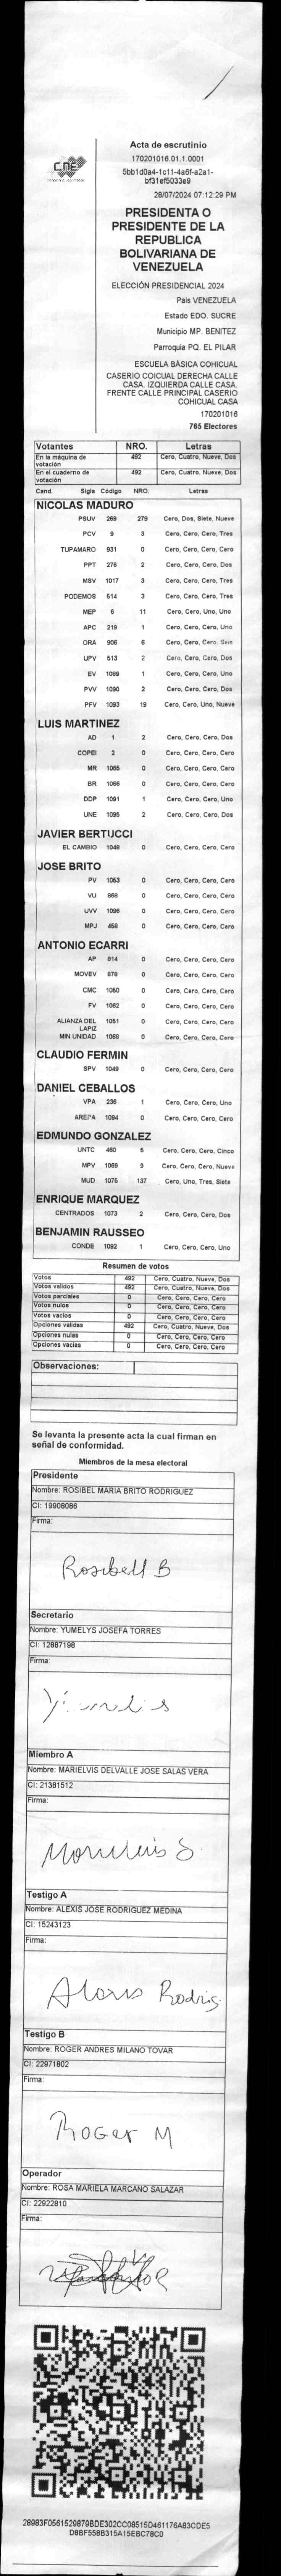 CNE
Acta de escrutinio
170201016.01.1.0001
5bb1d0a4-1c11-4a6f-a2a1-
bf31ef5033e9
28/07/2024 07:12:29 PM
PRESIDENTA O
PRESIDENTE DE LA
REPUBLICA
BOLIVARIANA DE
VENEZUELA
ELECCIÓN PRESIDENCIAL 2024
País VENEZUELA
Estado EDO. SUCRE
Municipio MP. BENITEZ
Parroquia PQ. EL PILAR
ESCUELA BÁSICA COHICUAL
CASERIO COICUAL DERECHA CALLE
CASA. IZQUIERDA CALLE CASA.
FRENTE CALLE PRINCIPAL CASERIO
COHICUAL CASA
170201016
765 Electores
Votantes NRO. Letras
En la máquina de votación 492 Cero, Cuatro, Nueve, Dos
En el cuaderno de votación 492 Cero, Cuatro, Nueve, Dos
Cand. Sigla Código NRO. Letras
NICOLAS MADURO
PSUV 269 279 Cero, Dos, Siete, Nueve
PCV 9 3 Cero, Cero, Cero, Tres
TUPAMARO 931 0 Cero, Cero, Cero, Cero
PPT 276 2 Cero, Cero, Cero, Dos
MSV 1017 3 Cero, Cero, Cero, Tres
PODEMOS 514 3 Cero, Cero, Cero, Tres
MEP 6 11 Cero, Cero, Uno, Uno
APC 219 1 Cero, Cero, Cero, Uno
ORA 906 6 Cero, Cero, Cero, Seis
UPV 513 2 Cero, Cero, Cero, Dos
EV 1089 1 Cero, Cero, Cero, Uno
PVV 1090 2 Cero, Cero, Cero, Dos
PFV 1093 19 Cero, Cero, Uno, Nueve
LUIS MARTINEZ
AD 1 2 Cero, Cero, Cero, Dos
COPEI 2 0 Cero, Cero, Cero, Cero
MR 1065 0 Cero, Cero, Cero, Cero
BR 1066 0 Cero, Cero, Cero, Cero
DDP 1091 1 Cero, Cero, Cero, Uno
UNE 1095 2 Cero, Cero, Cero, Dos
JAVIER BERTUCCI
EL CAMBIO 1048 0 Cero, Cero, Cero, Cero
JOSE BRITO
PV 1053 0 Cero, Cero, Cero, Cero
VU 868 0 Cero, Cero, Cero, Cero
UVV 1096 0 Cero, Cero, Cero, Cero
MPJ 458 0 Cero, Cero, Cero, Cero
ANTONIO ECARRI
AP 814 0 Cero, Cero, Cero, Cero
MOVEV 879 0 Cero, Cero, Cero, Cero
CMC 1050 0 Cero, Cero, Cero, Cero
FV 1062 0 Cero, Cero, Cero, Cero
ALIANZA DEL LAPIZ 1051 0 Cero, Cero, Cero, Cero
MIN UNIDAD 1069 0 Cero, Cero, Cero, Cero
CLAUDIO FERMIN
SPV 1049 0 Cero, Cero, Cero, Cero
DANIEL CEBALLOS
VPA 236 1 Cero, Cero, Cero, Uno
AREPA 1094 0 Cero, Cero, Cero, Cero
EDMUNDO GONZALEZ
UNTC 460 5 Cero, Cero, Cero, Cinco
MPV 1069 9 Cero, Cero, Cero, Nueve
MUD 1075 137 Cero, Uno, Tres, Siete
ENRIQUE MARQUEZ
CENTRADOS 1073 2 Cero, Cero, Cero, Dos
BENJAMIN RAUSSEO
CONDE 1092 1 Cero, Cero, Cero, Uno
Resumen de votos
Votos 492 Cero, Cuatro, Nueve, Dos
Votos validos 492 Cero, Cuatro, Nueve, Dos
Votos parciales 0 Cero, Cero, Cero, Cero
Votos nulos 0 Cero, Cero, Cero, Cero
Votos vacios 0 Cero, Cero, Cero, Cero
Opciones validas 492 Cero, Cuatro, Nueve, Dos
Opciones nulas 0 Cero, Cero, Cero, Cero
Opciones vacias 0 Cero, Cero, Cero, Cero
Observaciones:
Se levanta la presente acta la cual firman en
señal de conformidad.
Miembros de la mesa electoral
Presidente
Nombre: ROSIBEL MARIA BRITO RODRIGUEZ
CI: 19908086
Firma:
Rosibell B
Secretario
Nombre: YUMELYS JOSEFA TORRES
CI: 12887198
Firma:
Miembro A
Nombre: MARIELVIS DELVALLE JOSE SALAS VERA
CI: 21381512
Firma:
Testigo A
Nombre: ALEXIS JOSE RODRIGUEZ MEDINA
CI: 15243123
Firma:
Testigo B
Nombre: ROGER ANDRES MILANO TOVAR
CI: 22971802
Firma:
Roger M
Operador
Nombre: ROSA MARIELA MARCANO SALAZAR
CI: 22922810
Firma:
28983F0561529879BDE302CC08515D461176A83CDE5
D8BF558B315A15EBC78C0